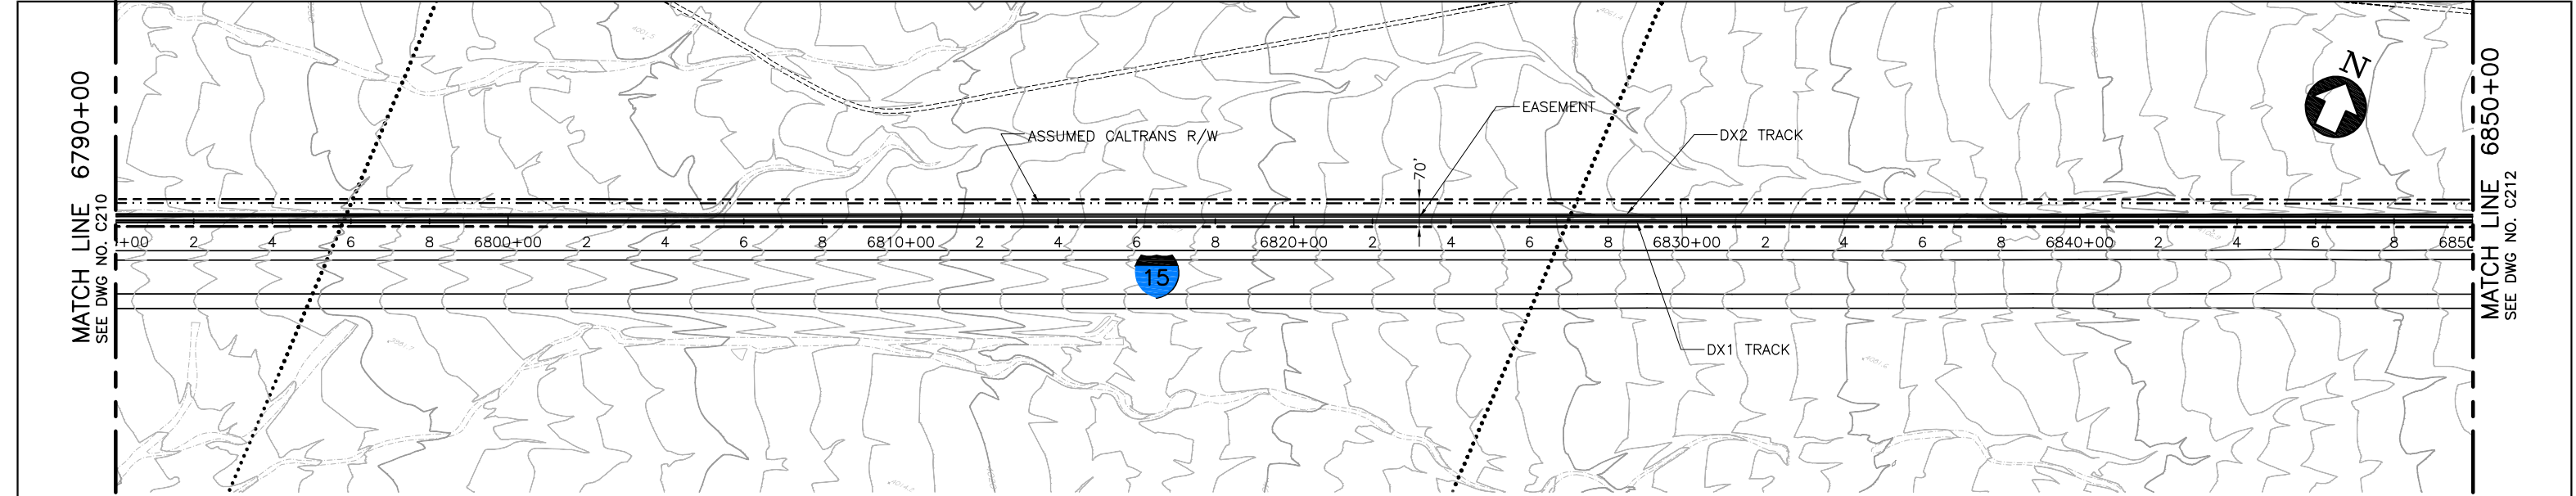 MATCH LINE 6790+00
SEE DWG NO. C210
ASSUMED CALTRANS R/W
EASEMENT
70'
DX2 TRACK
N
+00 2 4 6 8 6800+00 2 4 6 8 6810+00 2 4 6 8 6820+00 2 4 6 8 6830+00 2 4 6 8 6840+00 2 4 6 8 6850
15
DX1 TRACK
MATCH LINE 6850+00
SEE DWG NO. C212